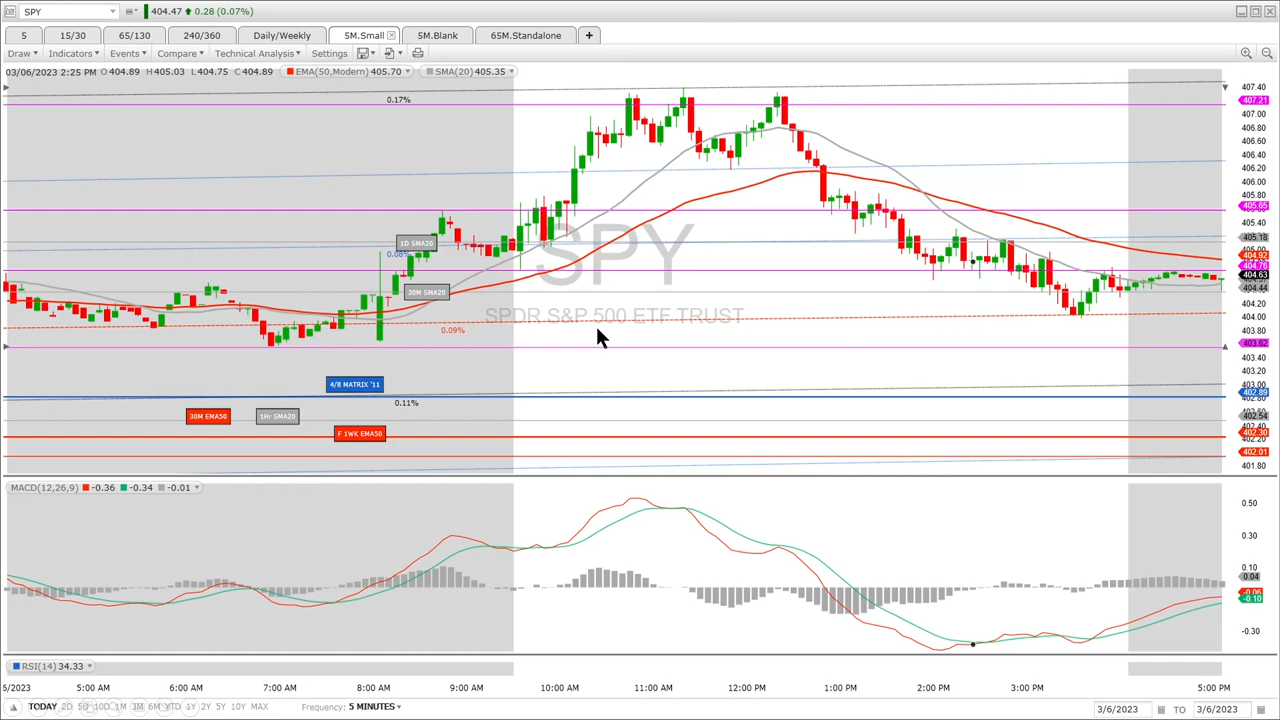 SPY 404.47 0.28 (0.07%)
5 15/30 65/130 240/360 Daily/Weekly 5M.Small 5M.Blank 65M.Standalone +
Draw Indicators Events Compare Technical Analysis Settings
03/06/2023 2:25 PM O 404.89 H 405.03 L 404.75 C 404.89 EMA(50,Modern) 405.70 SMA(20) 405.35
407.40
0.17%
407.21
407.00
406.80
406.60
406.40
406.20
406.00
405.80
405.65
405.40
405.18
1D SMA20
405.00
0.08%
SPY
404.92
404.76
404.63
30M SMA20
404.44
404.20
SPDR S&P 500 ETF TRUST
404.00
0.09%
403.80
403.62
403.40
403.20
4/8 MATRIX '11
403.00
402.89
402.80
0.11%
30M EMA50 1Hr SMA20
402.54
402.40
F 1WK EMA50
402.30
402.20
402.01
401.80
MACD(12,26,9) -0.36 -0.34 -0.01
0.50
0.30
0.10
0.04
-0.10
-0.30
RSI(14) 34.33
5/2023 5:00 AM 6:00 AM 7:00 AM 8:00 AM 9:00 AM 10:00 AM 11:00 AM 12:00 PM 1:00 PM 2:00 PM 3:00 PM 5:00 PM
TODAY 2D 5D 10D 1M 3M 6M YTD 1Y 2Y 5Y 10Y MAX Frequency: 5 MINUTES 3/6/2023 TO 3/6/2023